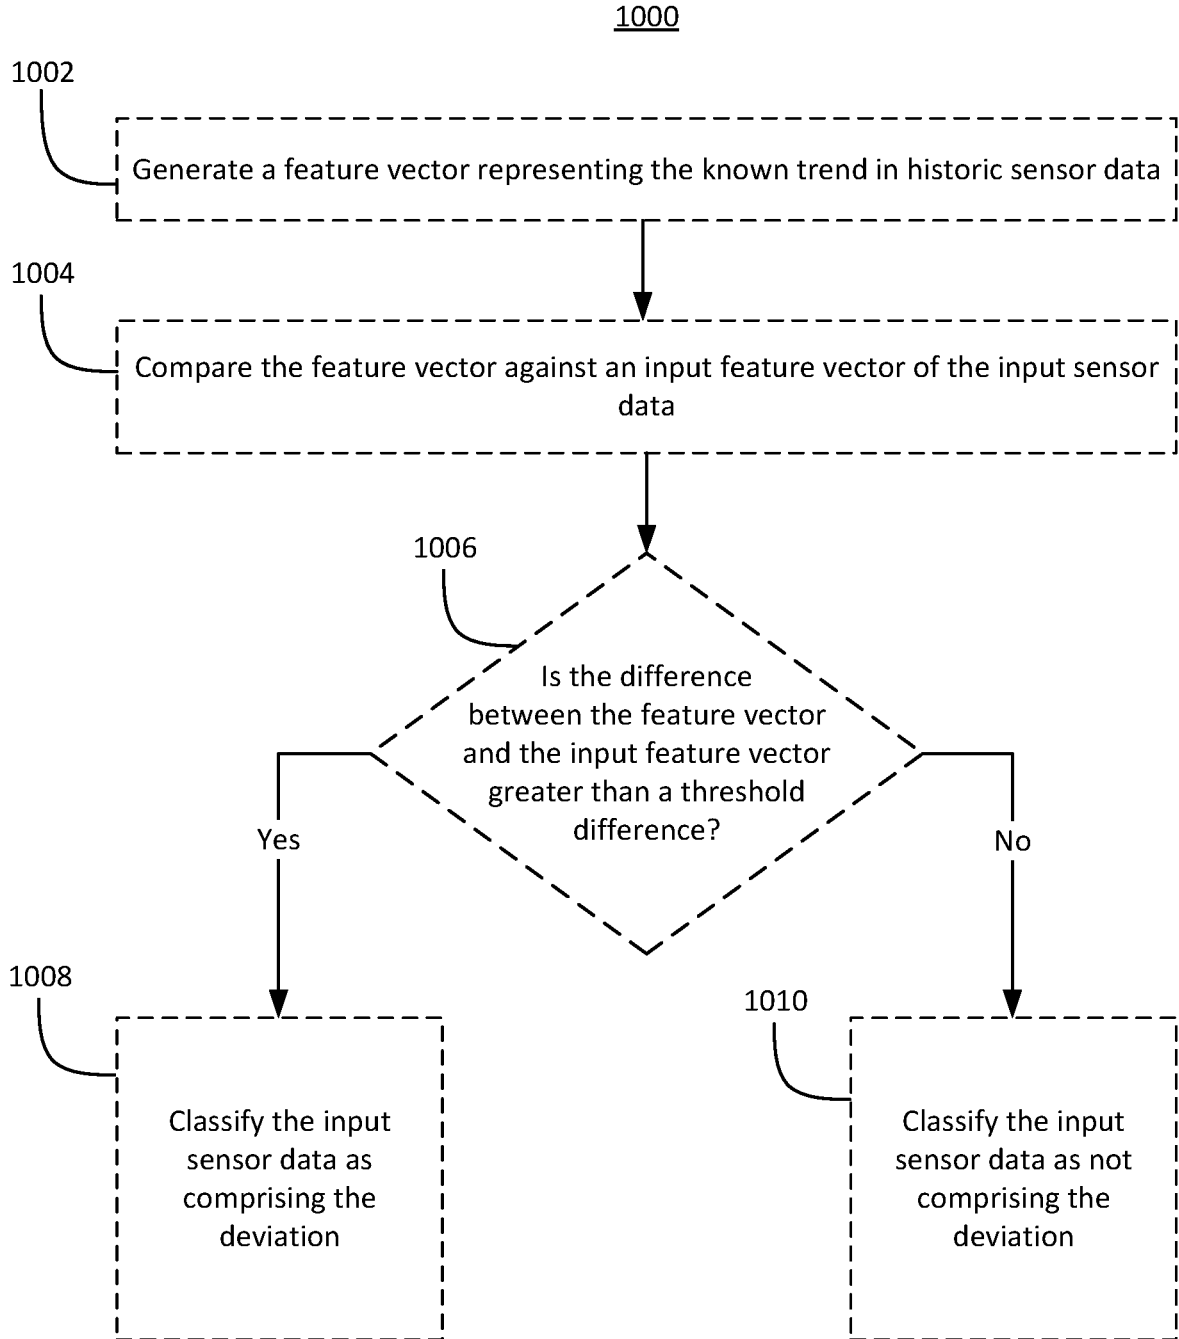 1000
1002
Generate a feature vector representing the known trend in historic sensor data
1004
Compare the feature vector against an input feature vector of the input sensor
data
1006
Is the difference
between the feature vector
and the input feature vector
greater than a threshold
difference?
Yes
No
1008
1010
Classify the input
sensor data as
comprising the
deviation
Classify the input
sensor data as not
comprising the
deviation